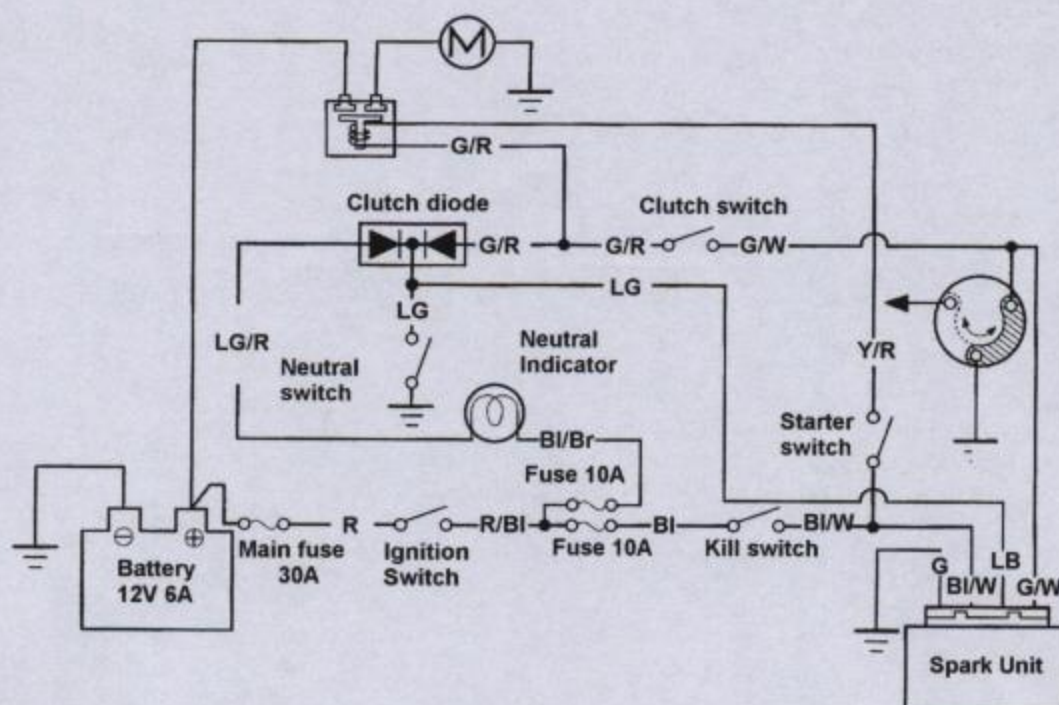 M
G/R
Clutch diode
Clutch switch
G/R
G/R
G/W
LG
LG
LG/R
Neutral
switch
Neutral
Indicator
Y/R
Starter
switch
Bl/Br
Fuse 10A
R
R/Bl
Bl
Bl/W
Main fuse
30A
Ignition
Switch
Fuse 10A
Kill switch
Battery
12V 6A
G
Bl/W
LB
G/W
Spark Unit